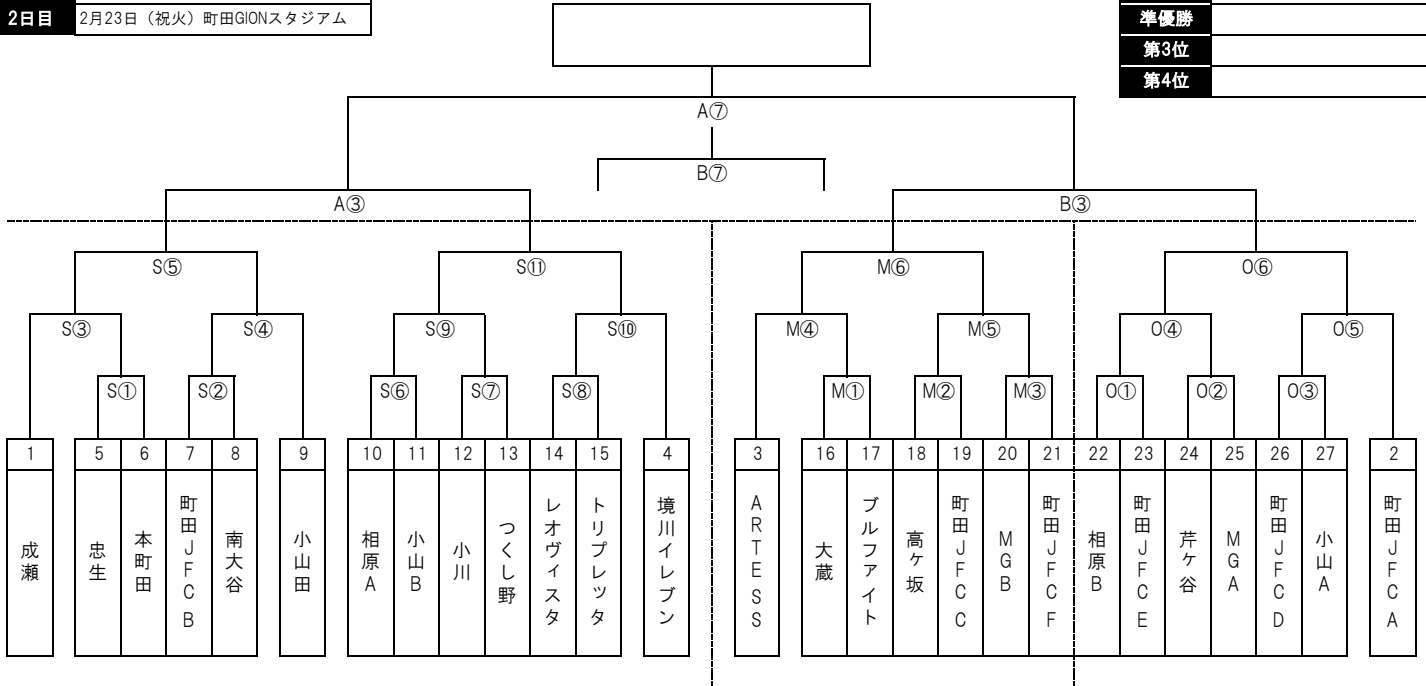 2日目 2月23日（祝火）町田GIONスタジアム
準優勝
第3位
第4位
A⑦
B⑦
A③ B③
S⑤ S⑪ M⑥ O⑥
S③ S④ S⑨ S⑩ M④ M⑤ O④ O⑤
S① S② S⑥ S⑦ S⑧ M① M② M③ O① O② O③
1 5 6 7 8 9 10 11 12 13 14 15 4 3 16 17 18 19 20 21 22 23 24 25 26 27 2
成瀬
忠生
本町田
町田JFC B
南大谷
小山田
相原A
小山B
小川
つくし野
レオヴィスタ
トリプレッタ
境川イレブン
ARTESS
大蔵
ブルファイト
高ヶ坂
町田JFC C
MGB
町田JFC F
相原B
町田JFC E
芹ヶ谷
MGA
町田JFC D
小山A
町田JFC A